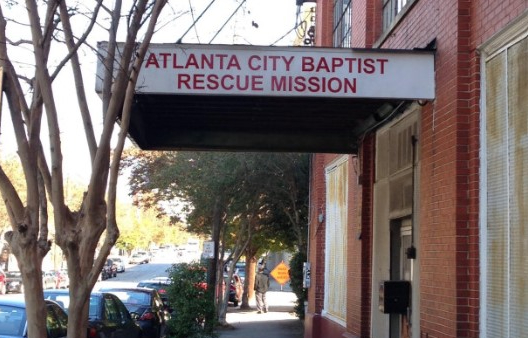 ATLANTA CITY BAPTIST
RESCUE MISSION